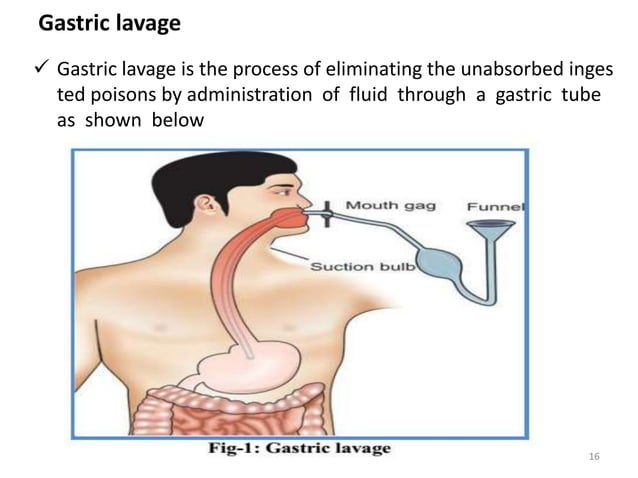 Gastric lavage
✓ Gastric lavage is the process of eliminating the unabsorbed inges
ted poisons by administration of fluid through a gastric tube
as shown below
Mouth gag
Funnel
Suction bulb
Fig-1: Gastric lavage
16